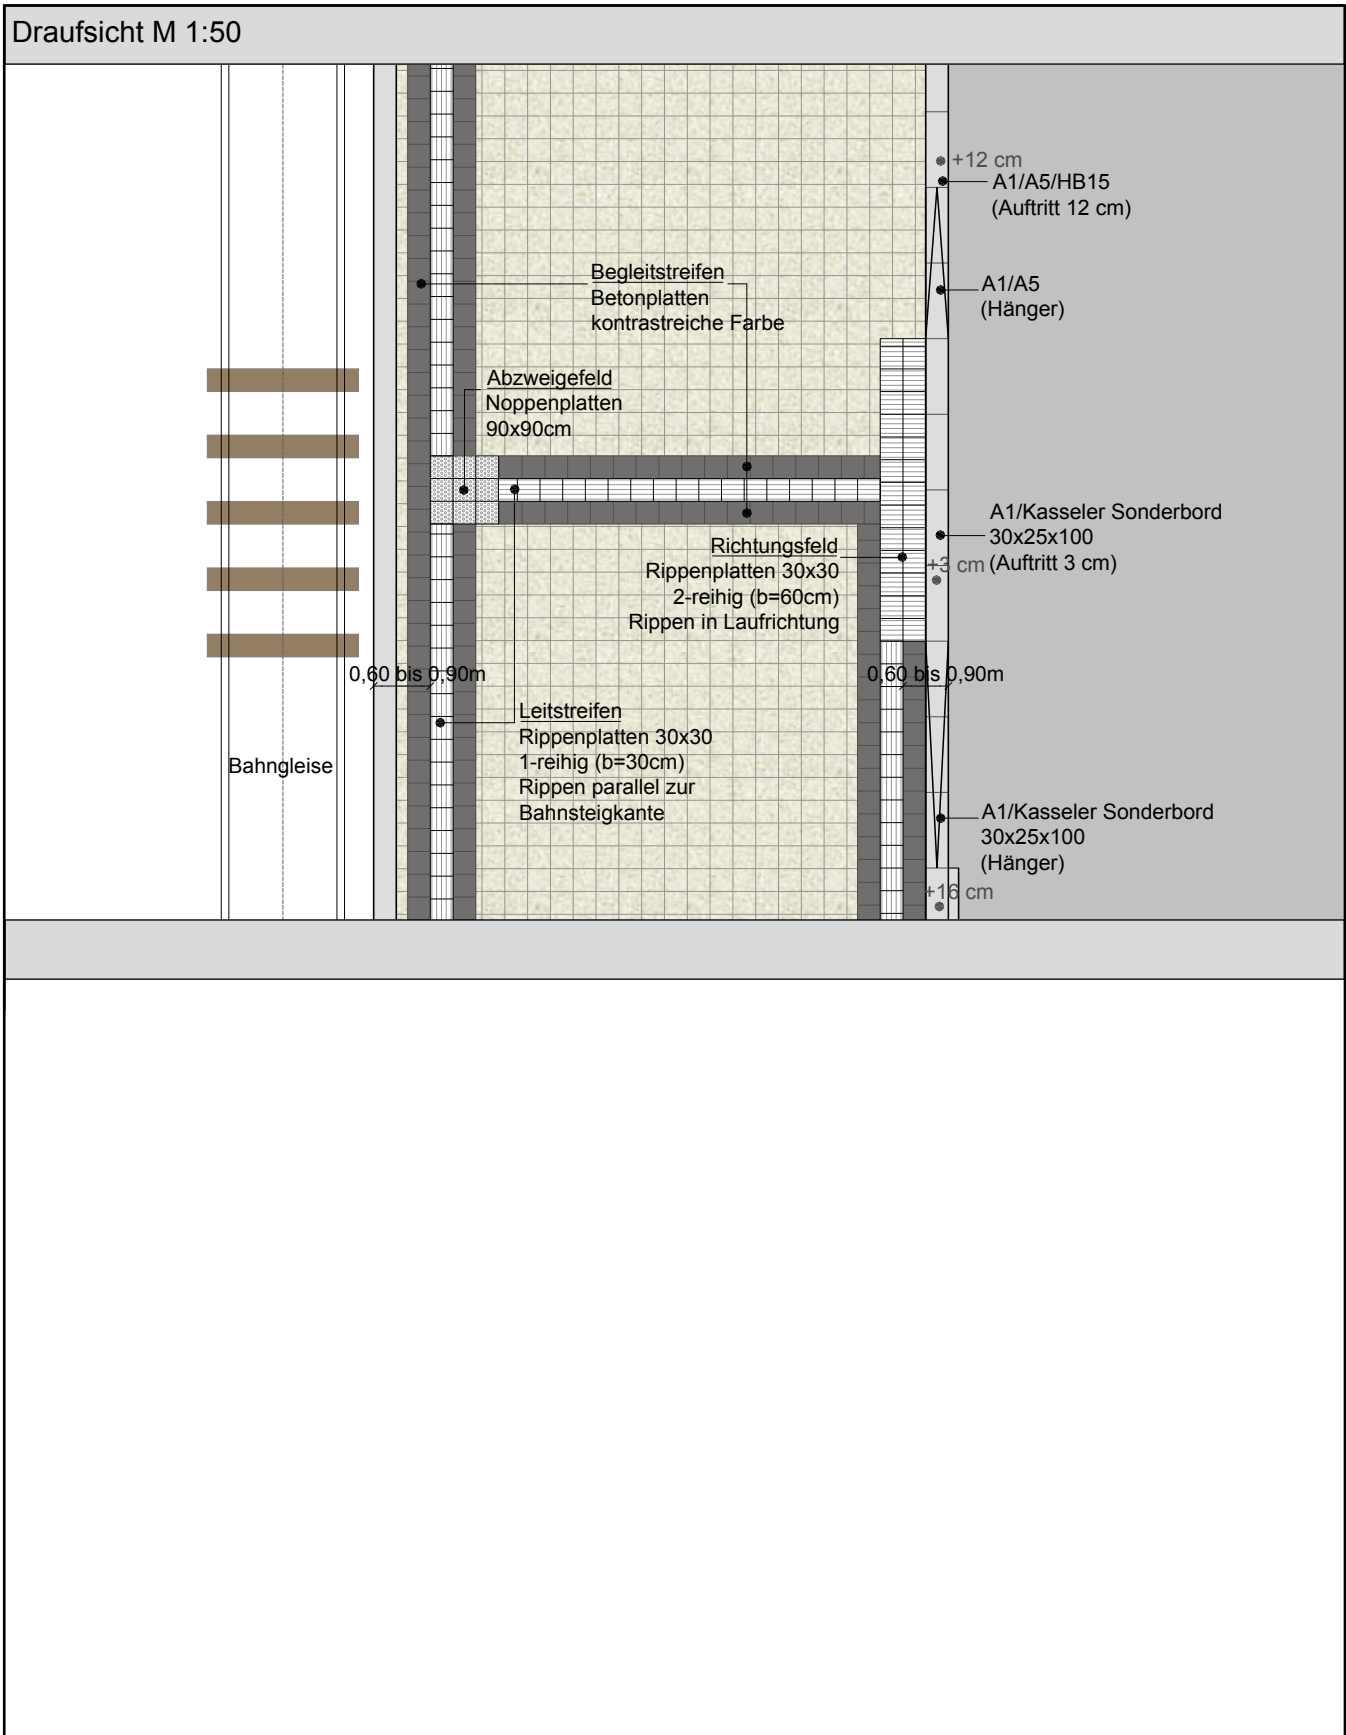 Draufsicht M 1:50
+12 cm
A1/A5/HB15
(Auftritt 12 cm)
Begleitstreifen
Betonplatten
kontrastreiche Farbe
A1/A5
(Hänger)
Abzweigefeld
Noppenplatten
90x90cm
A1/Kasseler Sonderbord
30x25x100
(Auftritt 3 cm)
+3 cm
Richtungsfeld
Rippenplatten 30x30
2-reihig (b=60cm)
Rippen in Laufrichtung
0,60 bis 0,90m
0,60 bis 0,90m
Leitstreifen
Rippenplatten 30x30
1-reihig (b=30cm)
Rippen parallel zur
Bahnsteigkante
Bahngleise
A1/Kasseler Sonderbord
30x25x100
(Hänger)
+16 cm